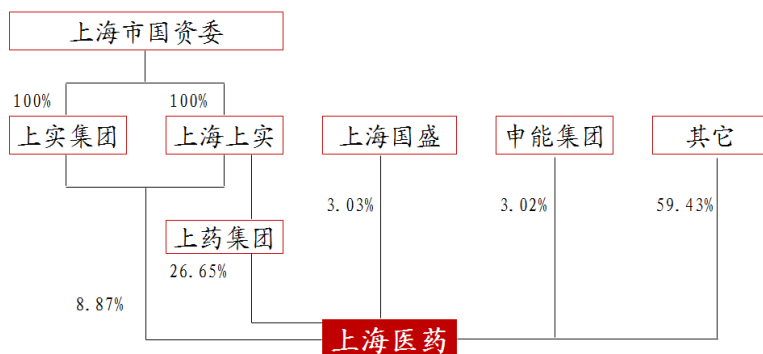 上海市国资委
100%
100%
上实集团
上海上实
上海国盛
申能集团
其它
3.03%
3.02%
59.43%
上药集团
26.65%
8.87%
上海医药